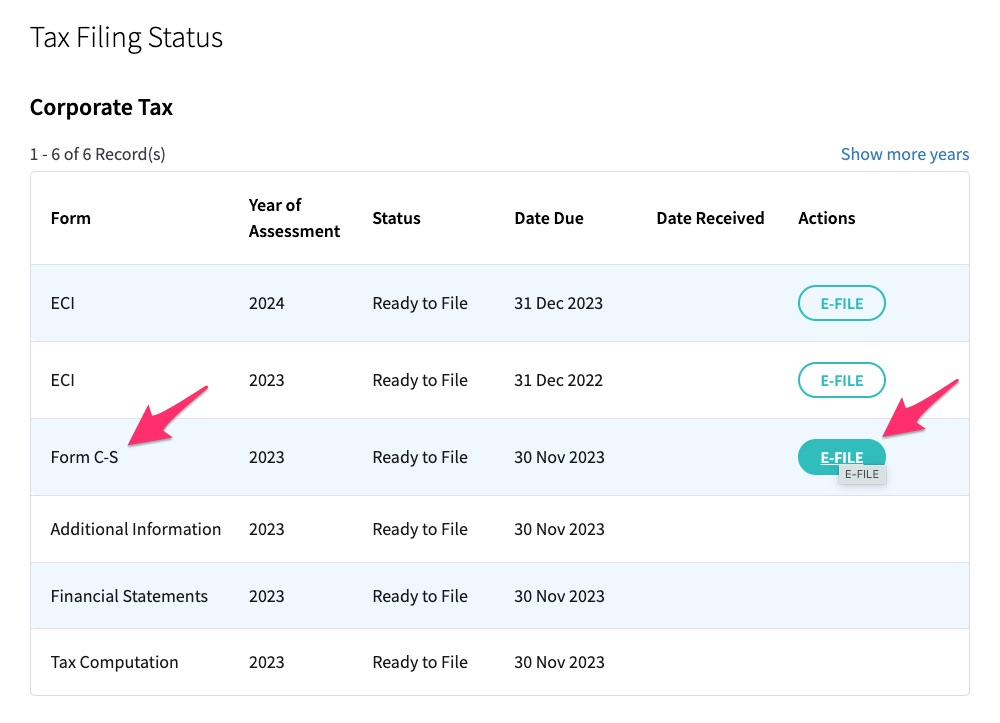 Tax Filing Status
Corporate Tax
1 - 6 of 6 Record(s) Show more years
Form Year of Assessment Status Date Due Date Received Actions
ECI 2024 Ready to File 31 Dec 2023 E-FILE
ECI 2023 Ready to File 31 Dec 2022 E-FILE
Form C-S 2023 Ready to File 30 Nov 2023 E-FILE
E-FILE
Additional Information 2023 Ready to File 30 Nov 2023
Financial Statements 2023 Ready to File 30 Nov 2023
Tax Computation 2023 Ready to File 30 Nov 2023